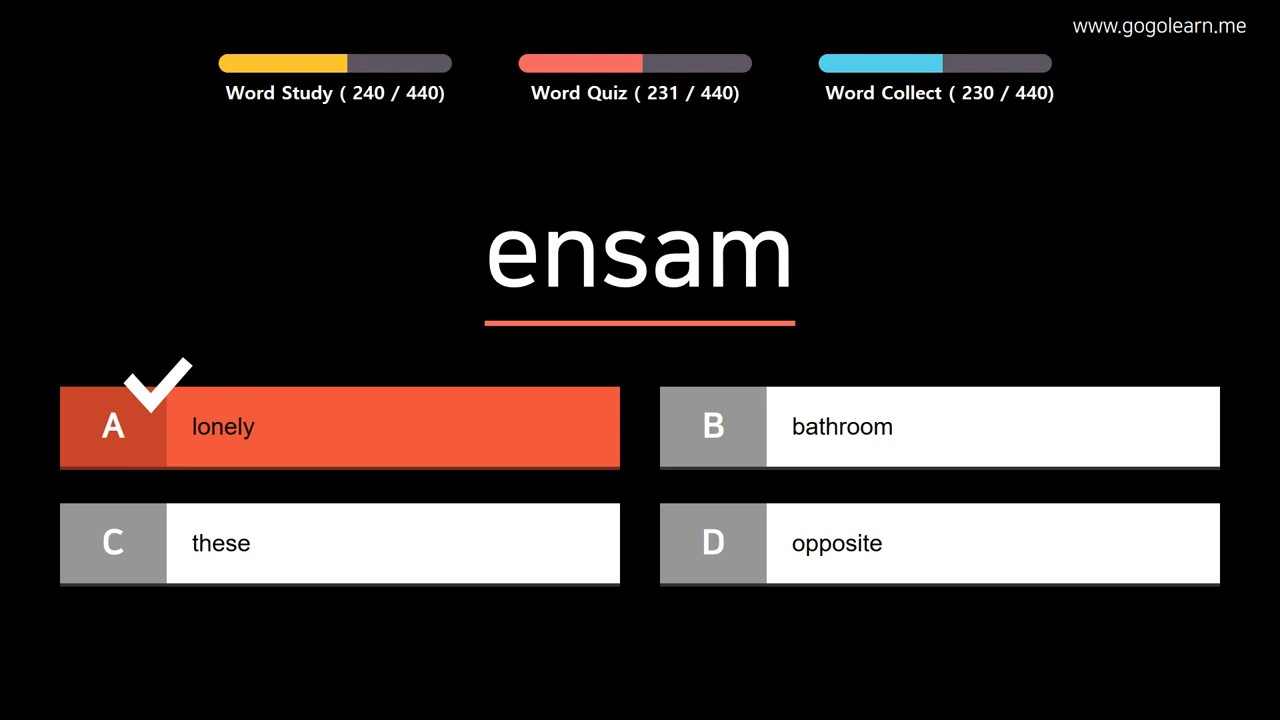 www.gogolearn.me
Word Study ( 240 / 440)
Word Quiz ( 231 / 440)
Word Collect ( 230 / 440)
ensam
A lonely
B bathroom
C these
D opposite